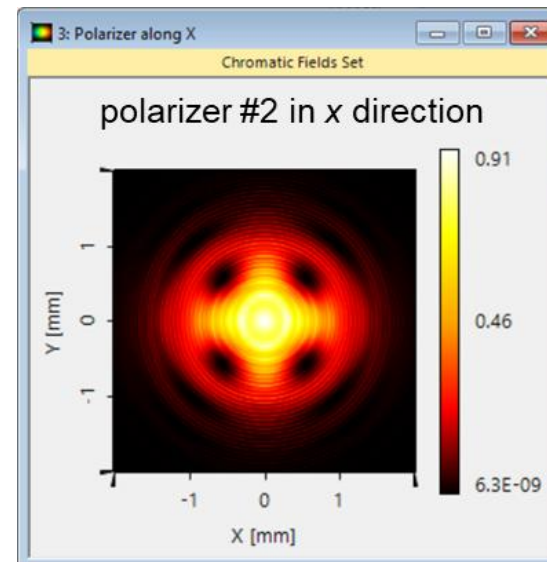 3: Polarizer along X
Chromatic Fields Set
polarizer #2 in x direction
0.91
0.46
6.3E-09
1
0
-1
Y [mm]
-1 0 1
X [mm]